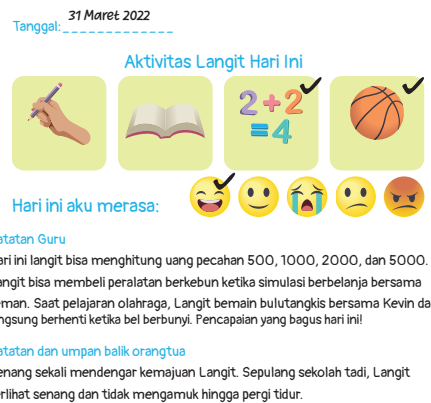 Tanggal: 31 Maret 2022
Aktivitas Langit Hari Ini
2 + 2
= 4
Hari ini aku merasa:
atatan Guru
ari ini langit bisa menghitung uang pecahan 500, 1000, 2000, dan 5000.
angit bisa membeli peralatan berkebun ketika simulasi berbelanja bersama
eman. Saat pelajaran olahraga, Langit bemain bulutangkis bersama Kevin da
ngsung berhenti ketika bel berbunyi. Pencapaian yang bagus hari ini!
atatan dan umpan balik orangtua
enang sekali mendengar kemajuan Langit. Sepulang sekolah tadi, Langit
rlihat senang dan tidak mengamuk hingga pergi tidur.